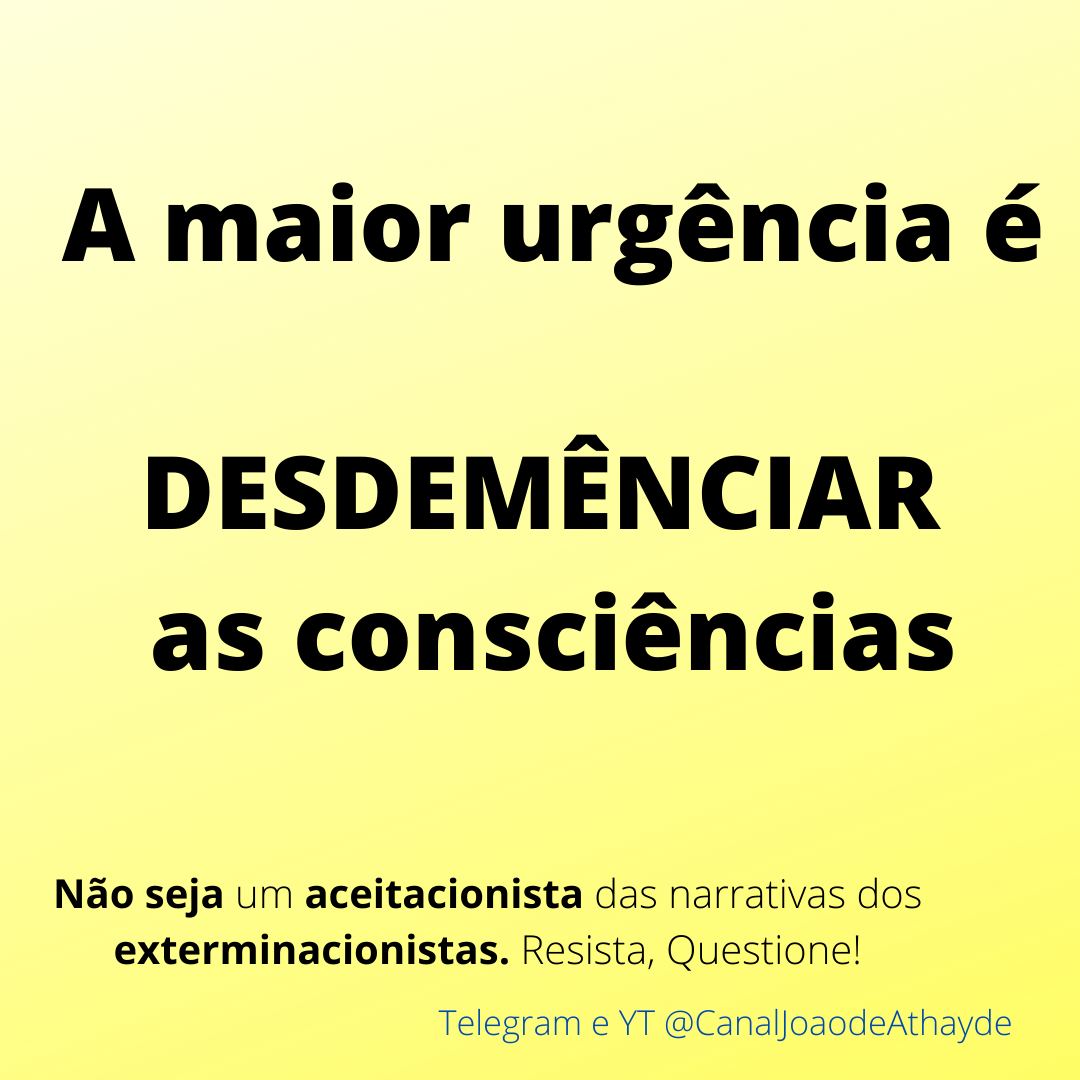 A maior urgência é
DESDEMÊNCIAR
as consciências
Não seja um aceitacionista das narrativas dos
exterminacionistas. Resista, Questione!
Telegram e YT @CanalJoaodeAthayde